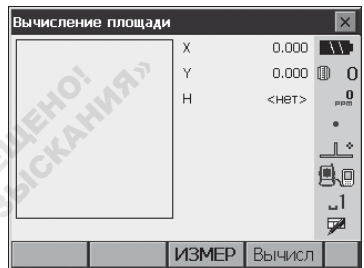 Вычисление площади
X 0.000
Y 0.000 0
H <нет> 0
ppm
1
ИЗМЕР Вычисл